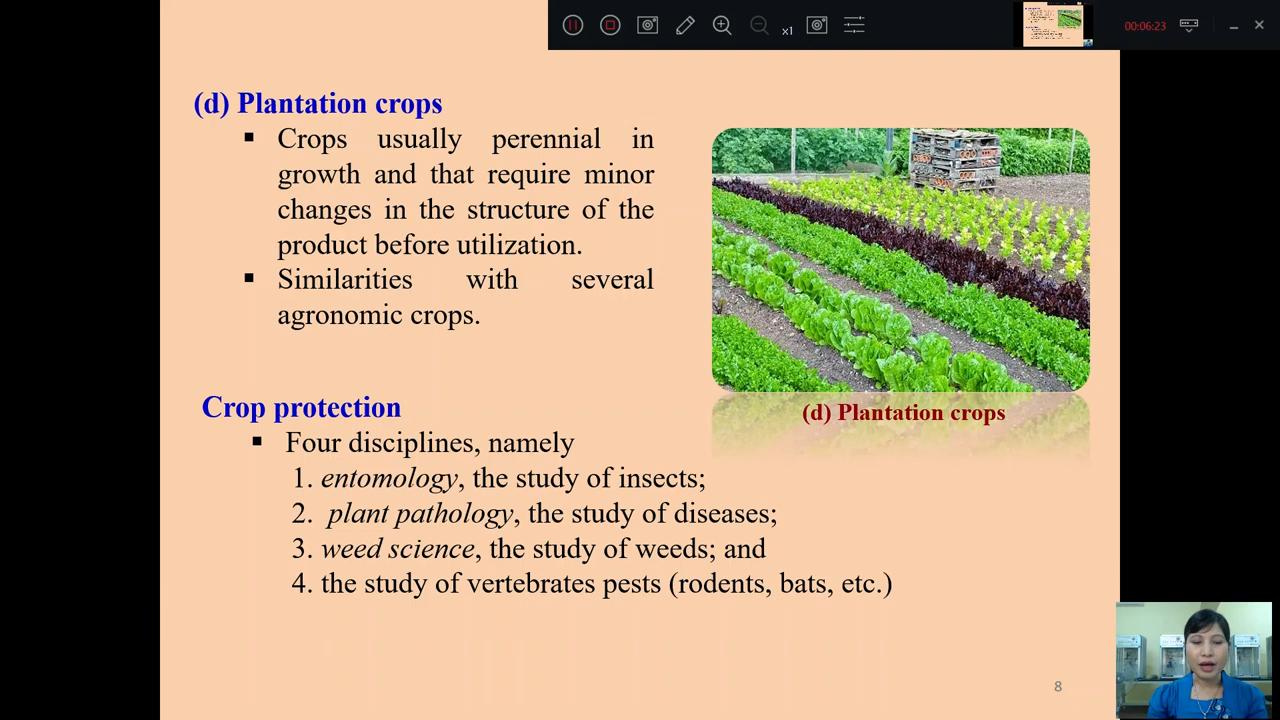 x1
00:06:23
(d) Plantation crops
▪ Crops usually perennial in
growth and that require minor
changes in the structure of the
product before utilization.
▪ Similarities with several
agronomic crops.
(d) Plantation crops
Crop protection
▪ Four disciplines, namely
1. entomology, the study of insects;
2. plant pathology, the study of diseases;
3. weed science, the study of weeds; and
4. the study of vertebrates pests (rodents, bats, etc.)
8